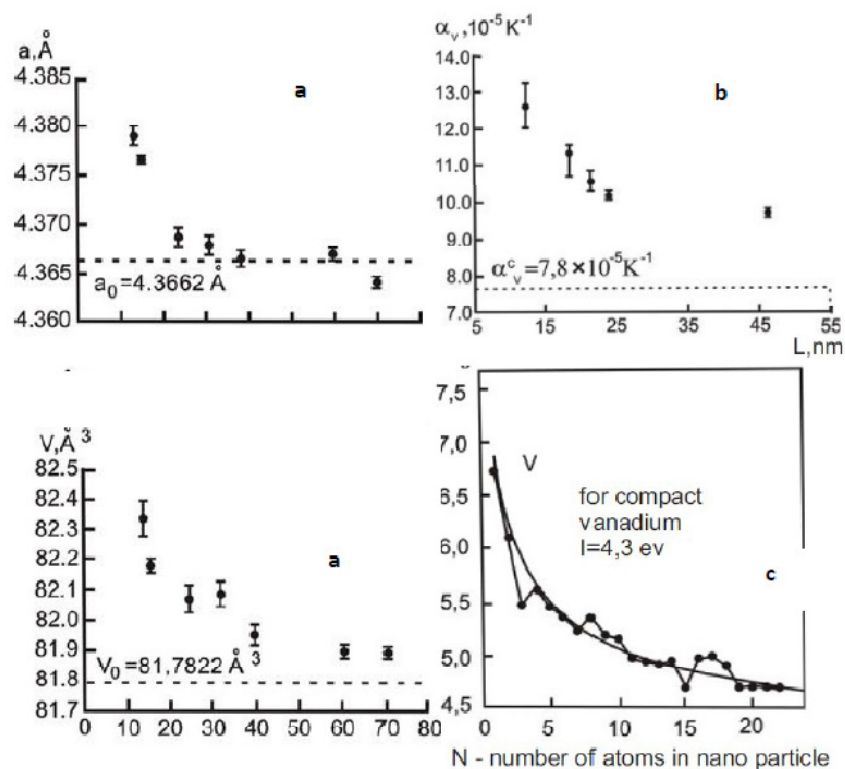 a,Å
4.385
4.380
4.375
4.370
4.365
4.360
a₀=4.3662 Å
a
αᵥ,10⁻⁵ K⁻¹
14.0
13.0
12.0
11.0
10.0
9.0
8.0
7.0
b
αᶜᵥ=7,8×10⁻⁵K⁻¹
5 15 24 35 45 55
L,nm
V,Å³
82.5
82.4
82.3
82.2
82.1
82.0
81.9
81.8
81.7
a
V₀=81,7822 Å³
0 10 20 30 40 50 60 70 80
7,5
7,0
6,5
6,0
5,5
5,0
4,5
V
for compact
vanadium
I=4,3 ev
c
0 5 10 15 20
N - number of atoms in nano particle